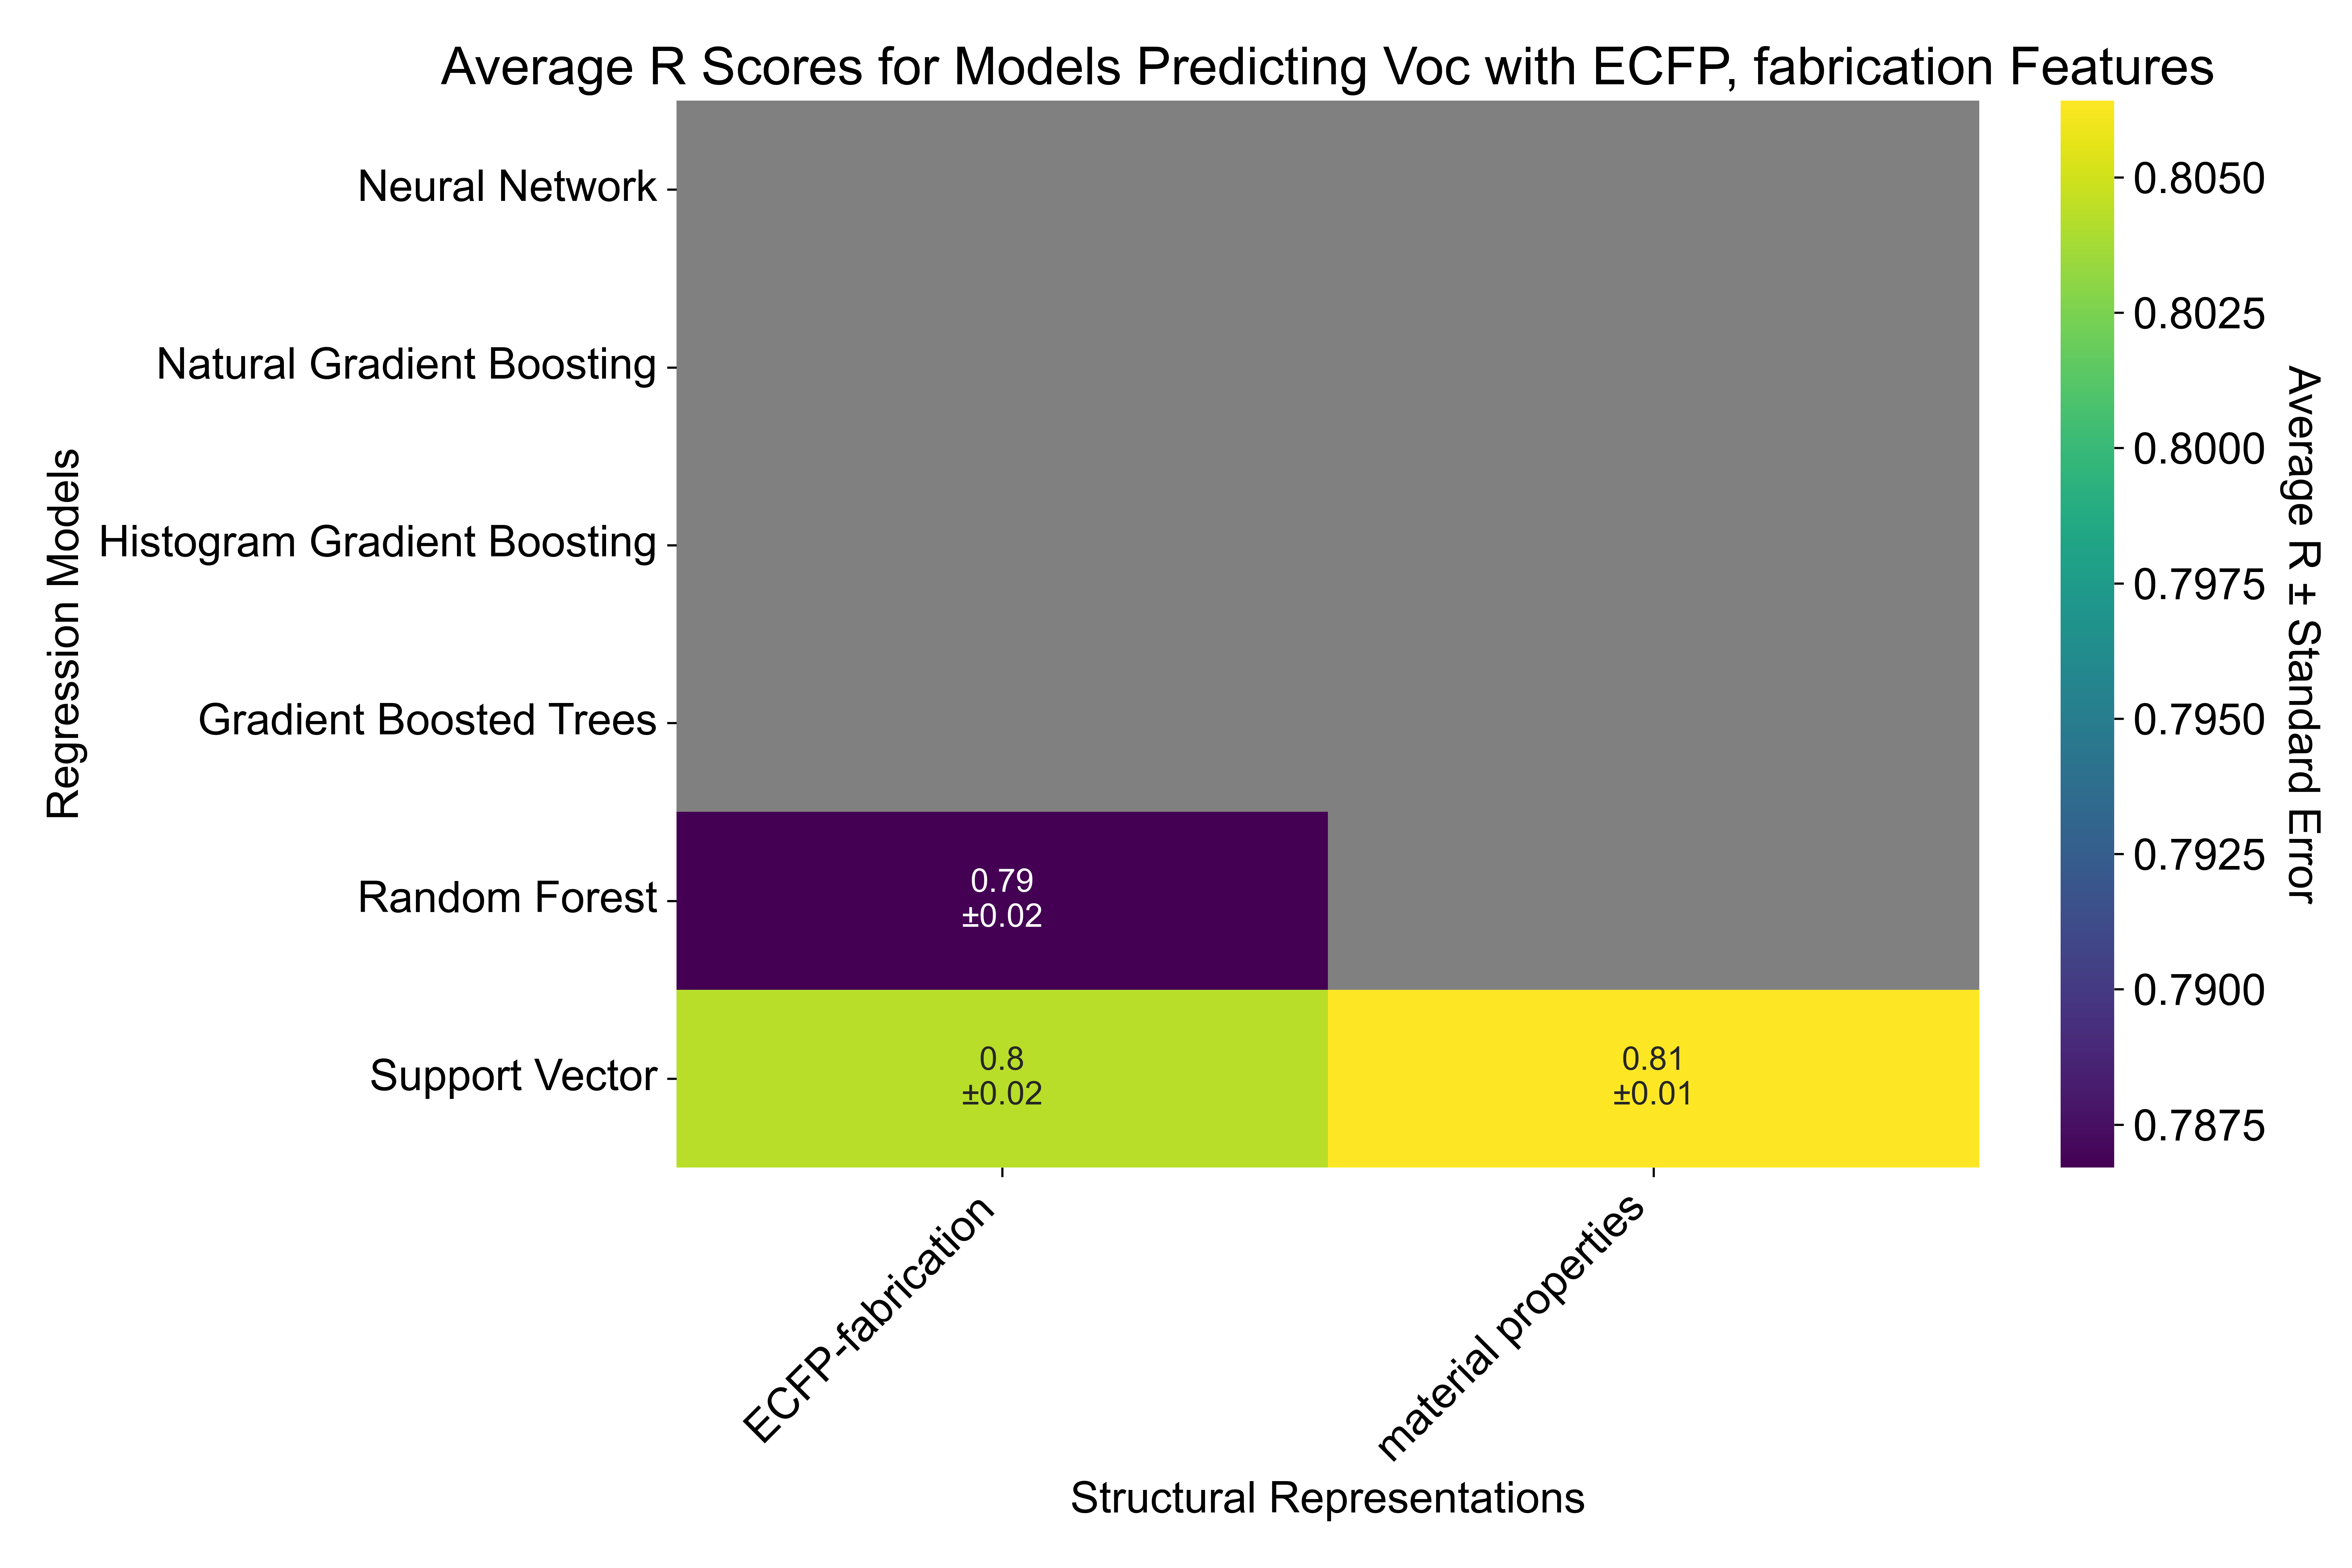 Average R Scores for Models Predicting Voc with ECFP, fabrication Features
Regression Models
Neural Network
Natural Gradient Boosting
Histogram Gradient Boosting
Gradient Boosted Trees
Random Forest
Support Vector
0.79
±0.02
0.8
±0.02
0.81
±0.01
ECFP-fabrication
material properties
Structural Representations
0.8050
0.8025
0.8000
0.7975
0.7950
0.7925
0.7900
0.7875
Average R ± Standard Error